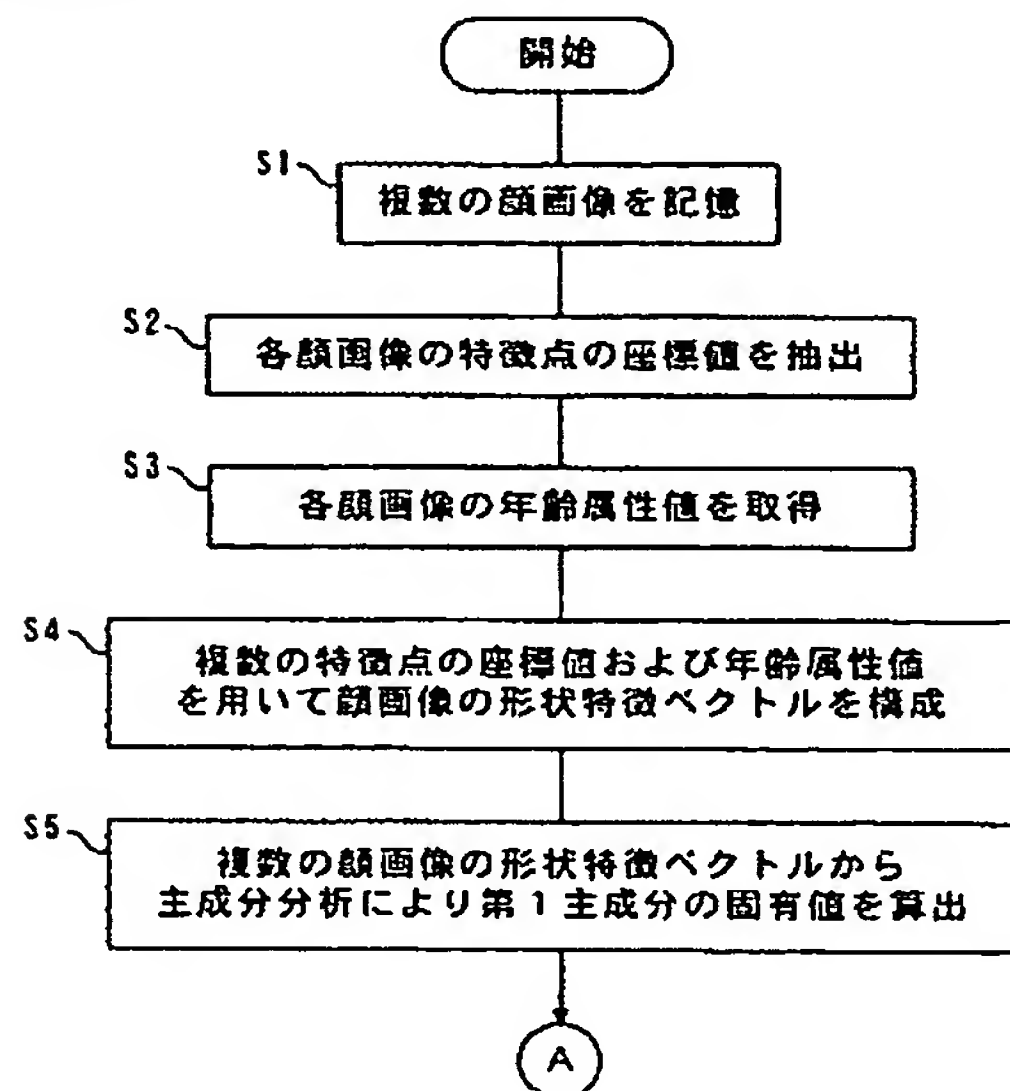 開始
S1
複数の顔画像を記憶
S2
各顔画像の特徴点の座標値を抽出
S3
各顔画像の年齢属性値を取得
S4
複数の特徴点の座標値および年齢属性値
を用いて顔画像の形状特徴ベクトルを構成
S5
複数の顔画像の形状特徴ベクトルから
主成分分析により第1主成分の固有値を算出
A